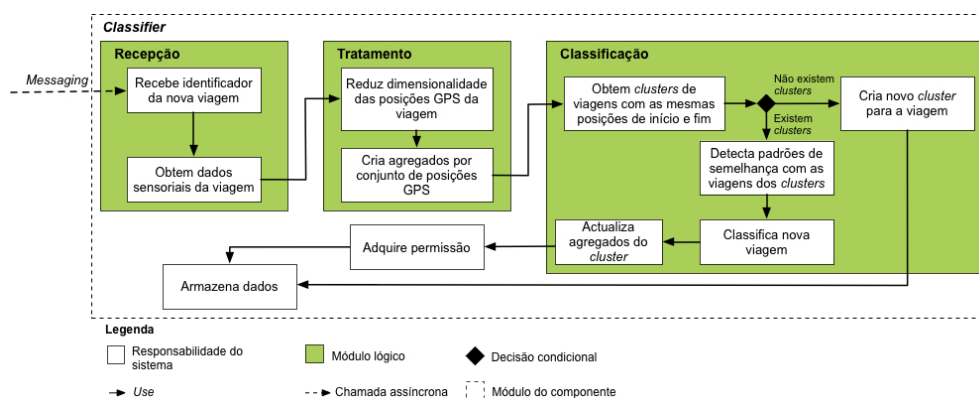 Classifier
Messaging
Recepção
Recebe identificador
da nova viagem
Obtem dados
sensoriais da viagem
Tratamento
Reduz dimensionalidade
das posições GPS da
viagem
Cria agregados por
conjunto de posições
GPS
Classificação
Obtem clusters de
viagens com as mesmas
posições de início e fim
Não existem
clusters
Existem
clusters
Cria novo cluster
para a viagem
Detecta padrões de
semelhança com as
viagens dos clusters
Classifica nova
viagem
Actualiza
agregados do
cluster
Adquire permissão
Armazena dados
Legenda
Responsabilidade do
sistema
Módulo lógico
Decisão condicional
Use
Chamada assíncrona
Módulo do componente